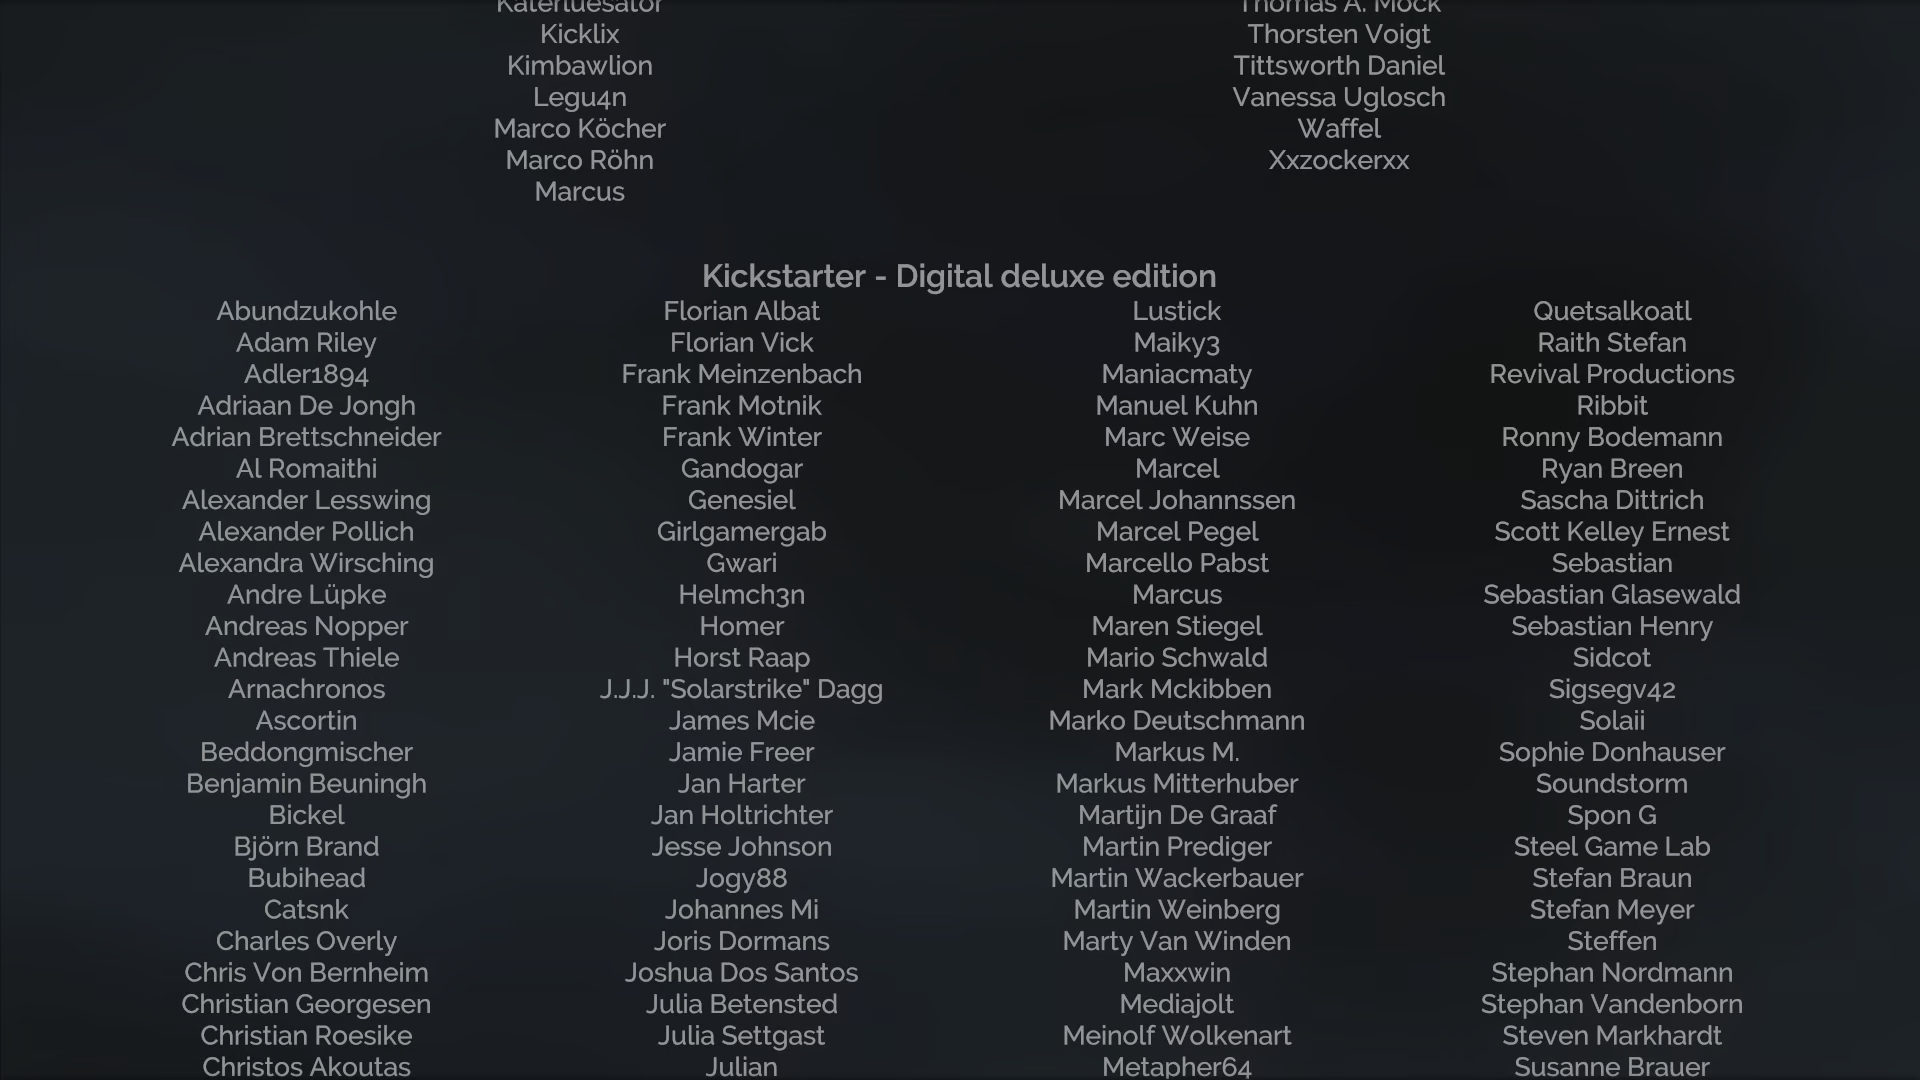 Katerluesator
Kicklix
Kimbawlion
Legu4n
Marco Köcher
Marco Röhn
Marcus
Thomas A. Mock
Thorsten Voigt
Tittsworth Daniel
Vanessa Uglosch
Waffel
Xxzockerxx
Kickstarter - Digital deluxe edition
Abundzukohle
Adam Riley
Adler1894
Adriaan De Jongh
Adrian Brettschneider
Al Romaithi
Alexander Lesswing
Alexander Pollich
Alexandra Wirsching
Andre Lüpke
Andreas Nopper
Andreas Thiele
Arnachronos
Ascortin
Beddongmischer
Benjamin Beuningh
Bickel
Björn Brand
Bubihead
Catsnk
Charles Overly
Chris Von Bernheim
Christian Georgesen
Christian Roesike
Christos Akoutas
Florian Albat
Florian Vick
Frank Meinzenbach
Frank Motnik
Frank Winter
Gandogar
Genesiel
Girlgamergab
Gwari
Helmch3n
Homer
Horst Raap
J.J.J. "Solarstrike" Dagg
James Mcie
Jamie Freer
Jan Harter
Jan Holtrichter
Jesse Johnson
Jogy88
Johannes Mi
Joris Dormans
Joshua Dos Santos
Julia Betensted
Julia Settgast
Julian
Lustick
Maiky3
Maniacmaty
Manuel Kuhn
Marc Weise
Marcel
Marcel Johannssen
Marcel Pegel
Marcello Pabst
Marcus
Maren Stiegel
Mario Schwald
Mark Mckibben
Marko Deutschmann
Markus M.
Markus Mitterhuber
Martijn De Graaf
Martin Prediger
Martin Wackerbauer
Martin Weinberg
Marty Van Winden
Maxxwin
Mediajolt
Meinolf Wolkenart
Metapher64
Quetsalkoatl
Raith Stefan
Revival Productions
Ribbit
Ronny Bodemann
Ryan Breen
Sascha Dittrich
Scott Kelley Ernest
Sebastian
Sebastian Glasewald
Sebastian Henry
Sidcot
Sigsegv42
Solaii
Sophie Donhauser
Soundstorm
Spon G
Steel Game Lab
Stefan Braun
Stefan Meyer
Steffen
Stephan Nordmann
Stephan Vandenborn
Steven Markhardt
Susanne Brauer